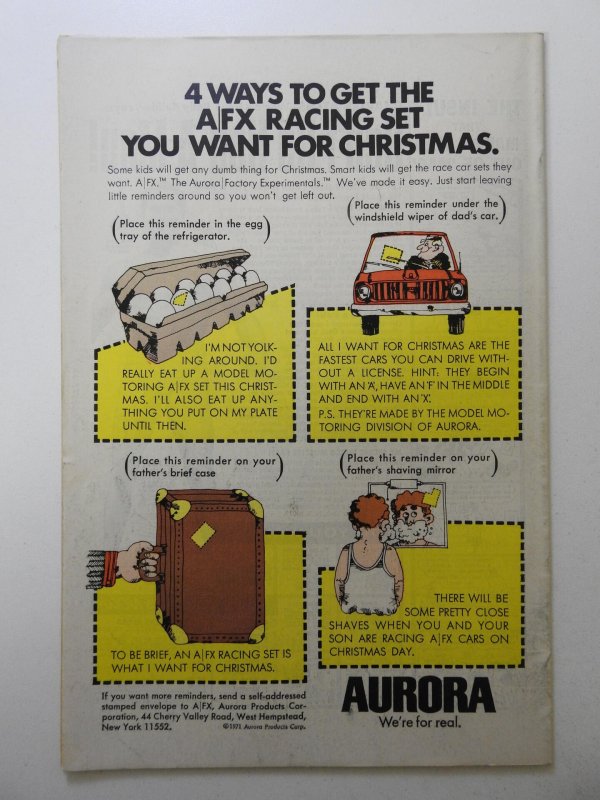 4 WAYS TO GET THE
A|FX RACING SET
YOU WANT FOR CHRISTMAS.
Some kids will get any dumb thing for Christmas. Smart kids will get the race car sets they
want. A|FX.™ The Aurora|Factory Experimentals.™ We've made it easy. Just start leaving
little reminders around so you won't get left out.
(Place this reminder in the egg
tray of the refrigerator.)
(Place this reminder under the
windshield wiper of dad's car.)
I'M NOT YOLK-
ING AROUND. I'D
REALLY EAT UP A MODEL MO-
TORING A|FX SET THIS CHRIST-
MAS. I'LL ALSO EAT UP ANY-
THING YOU PUT ON MY PLATE
UNTIL THEN.
ALL I WANT FOR CHRISTMAS ARE THE
FASTEST CARS YOU CAN DRIVE WITH-
OUT A LICENSE. HINT: THEY BEGIN
WITH AN 'A', HAVE AN 'F' IN THE MIDDLE
AND END WITH AN 'X'.
P.S. THEY'RE MADE BY THE MODEL MO-
TORING DIVISION OF AURORA.
(Place this reminder on your
father's brief case)
(Place this reminder on your
father's shaving mirror)
TO BE BRIEF, AN A|FX RACING SET IS
WHAT I WANT FOR CHRISTMAS.
THERE WILL BE
SOME PRETTY CLOSE
SHAVES WHEN YOU AND YOUR
SON ARE RACING A|FX CARS ON
CHRISTMAS DAY.
If you want more reminders, send a self-addressed
stamped envelope to A|FX, Aurora Products Cor-
poration, 44 Cherry Valley Road, West Hempstead,
New York 11552.
©1971 Aurora Products Corp.
AURORA
We're for real.